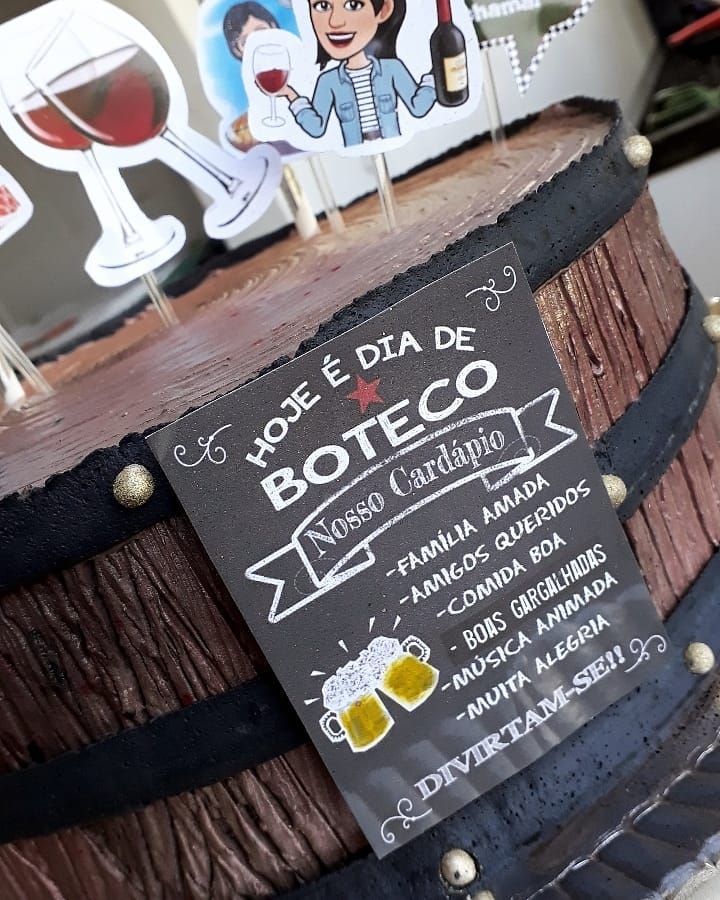 chama!
HOJE É DIA DE
BOTECO
Nosso Cardápio
-FAMÍLIA AMADA
-AMIGOS QUERIDOS
-COMIDA BOA
- BOAS GARGALHADAS
-MÚSICA ANIMADA
-MUITA ALEGRIA
DIVIRTAM-SE!!